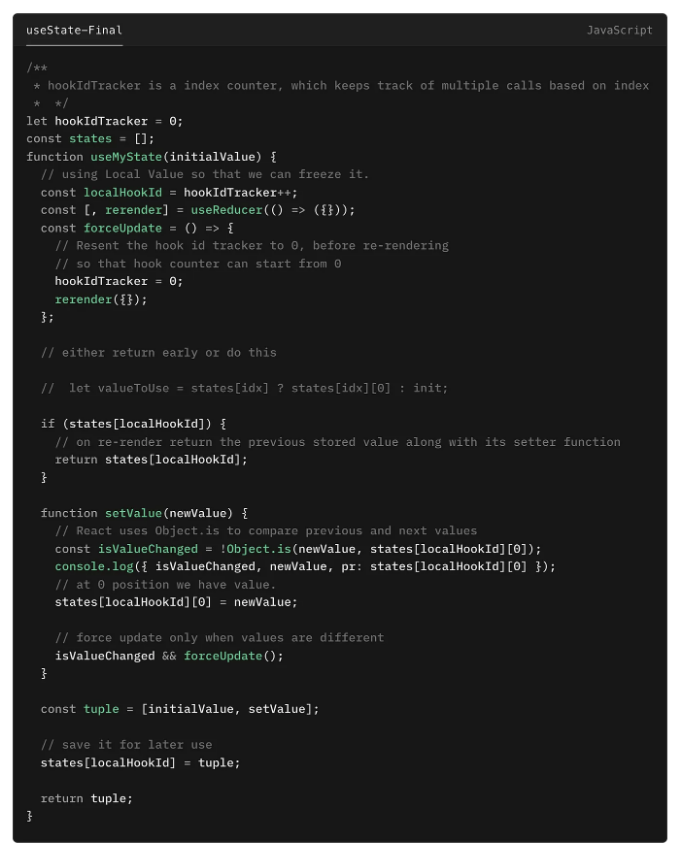 useState-Final
JavaScript
/**
 * hookIdTracker is a index counter, which keeps track of multiple calls based on index
 *  */
let hookIdTracker = 0;
const states = [];
function useMyState(initialValue) {
  // using Local Value so that we can freeze it.
  const localHookId = hookIdTracker++;
  const [, rerender] = useReducer(() => ({}));
  const forceUpdate = () => {
    // Resent the hook id tracker to 0, before re-rendering
    // so that hook counter can start from 0
    hookIdTracker = 0;
    rerender({});
  };
  // either return early or do this
  //  let valueToUse = states[idx] ? states[idx][0] : init;
  if (states[localHookId]) {
    // on re-render return the previous stored value along with its setter function
    return states[localHookId];
  }
  function setValue(newValue) {
    // React uses Object.is to compare previous and next values
    const isValueChanged = !Object.is(newValue, states[localHookId][0]);
    console.log({ isValueChanged, newValue, pr: states[localHookId][0] });
    // at 0 position we have value.
    states[localHookId][0] = newValue;
    // force update only when values are different
    isValueChanged && forceUpdate();
  }
  const tuple = [initialValue, setValue];
  // save it for later use
  states[localHookId] = tuple;
  return tuple;
}